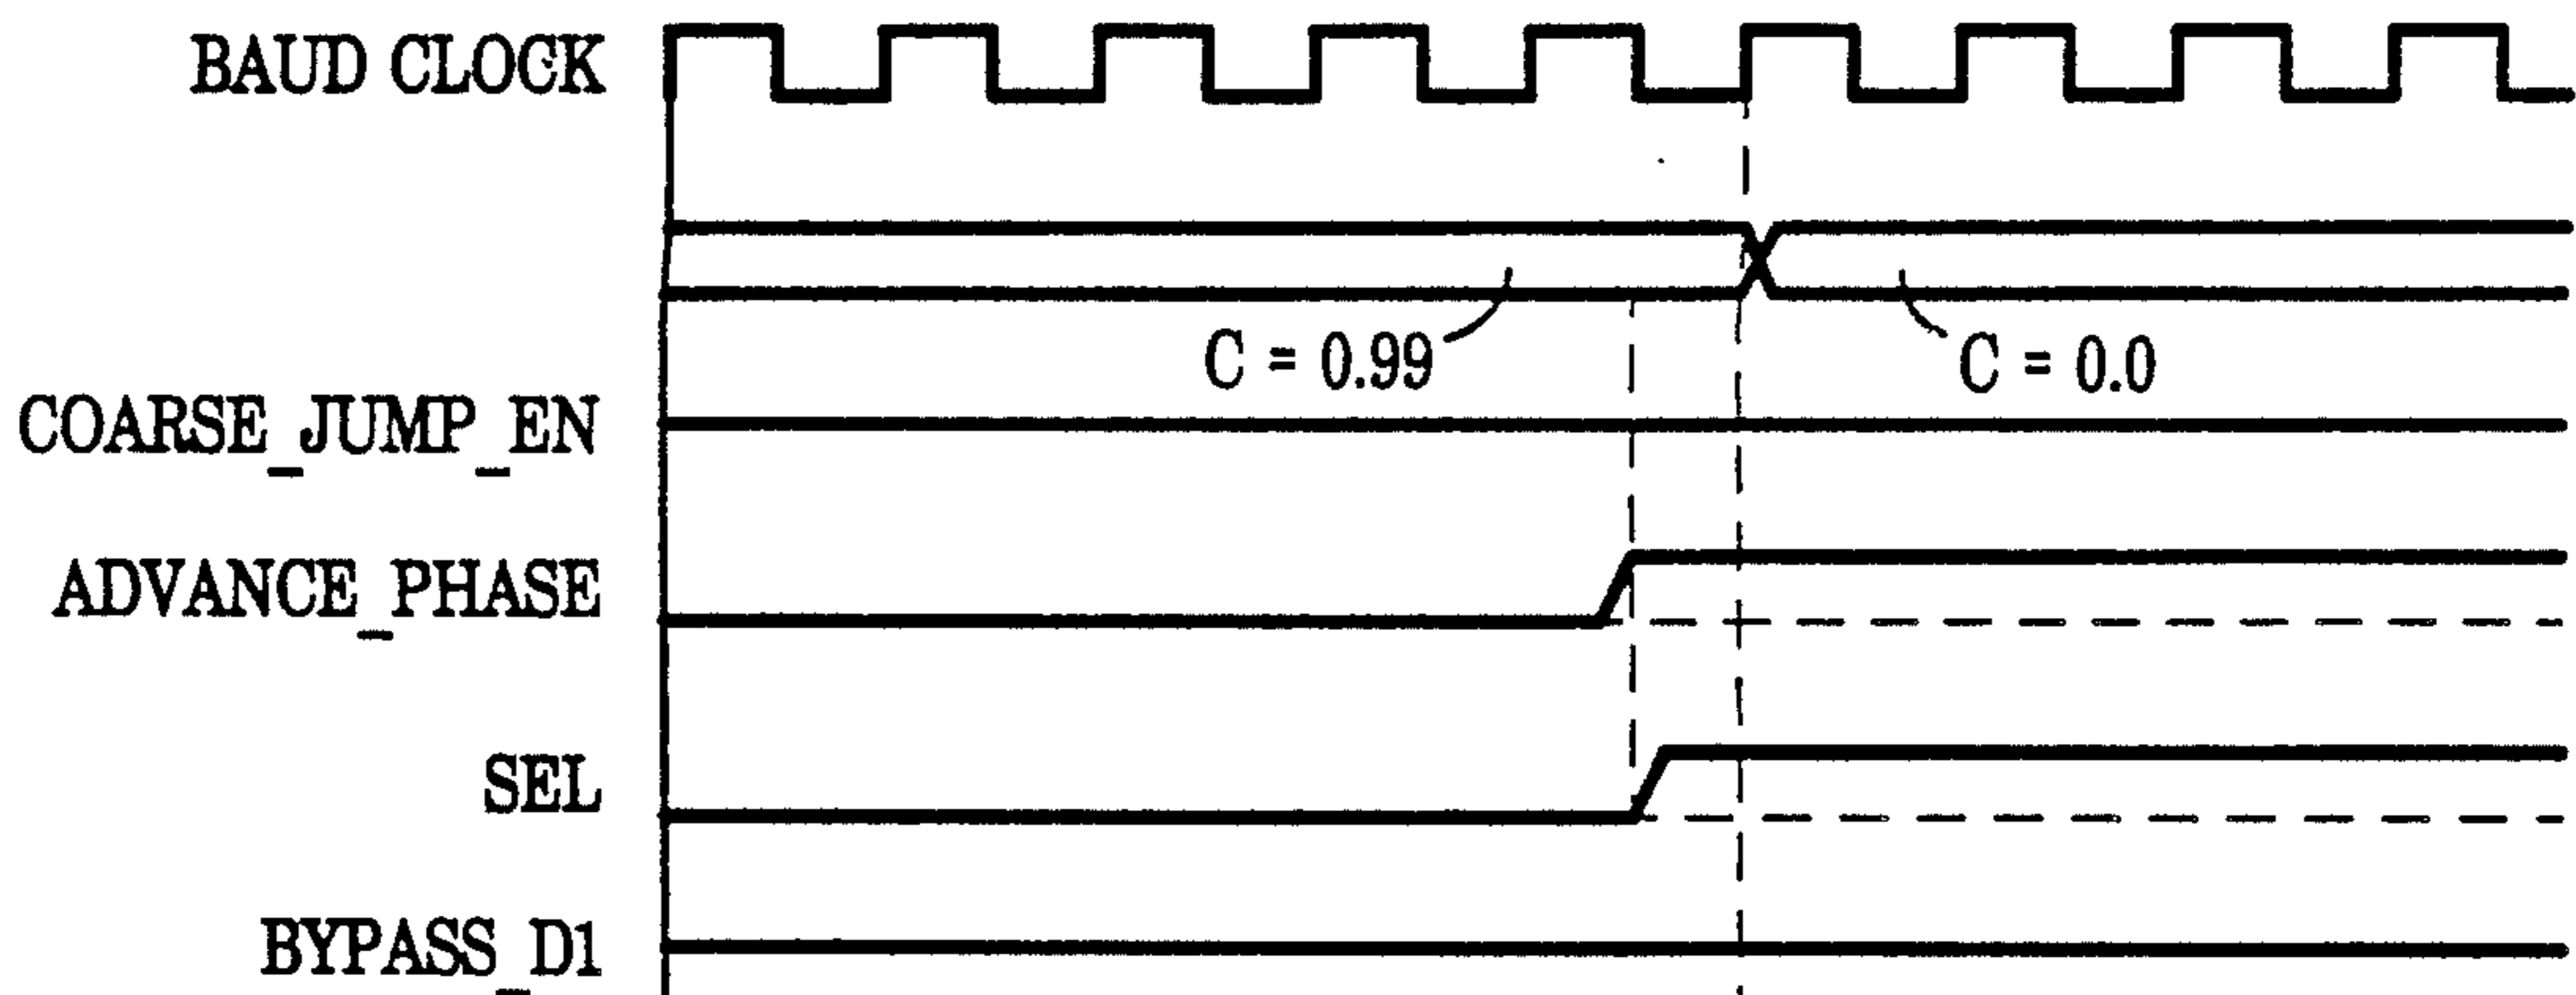 BAUD CLOCK
C = 0.99
C = 0.0
COARSE_JUMP_EN
ADVANCE_PHASE
SEL
BYPASS_D1